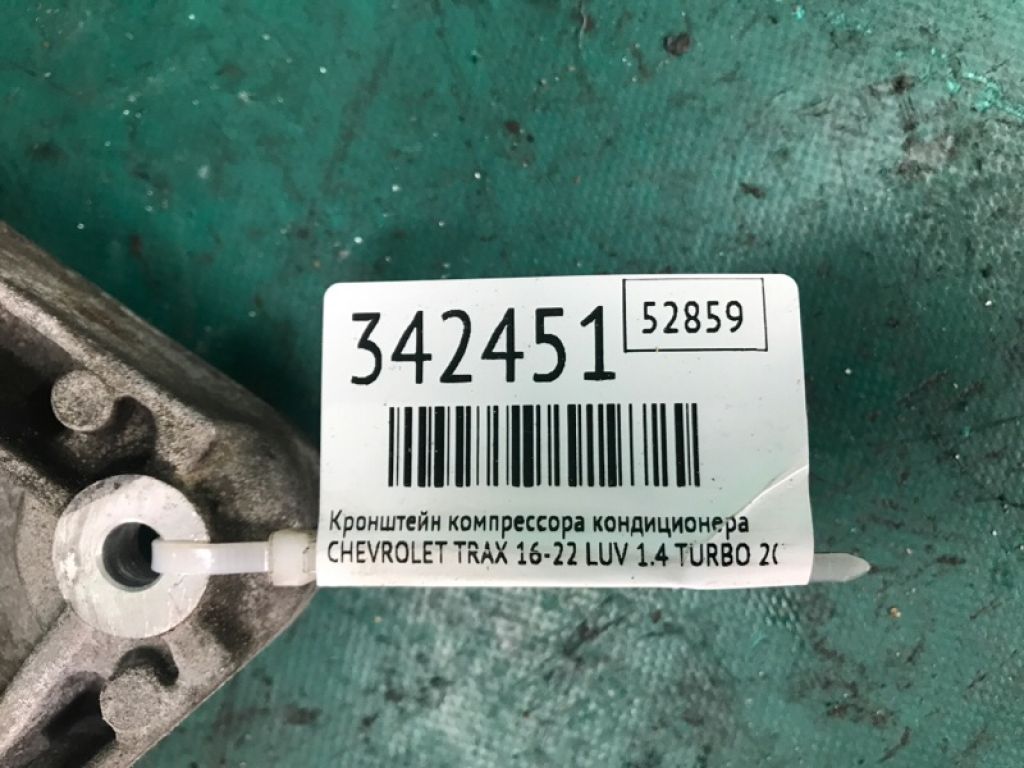 342451
52859
Кронштейн компрессора кондиционера
CHEVROLET TRAX 16-22 LUV 1.4 TURBO